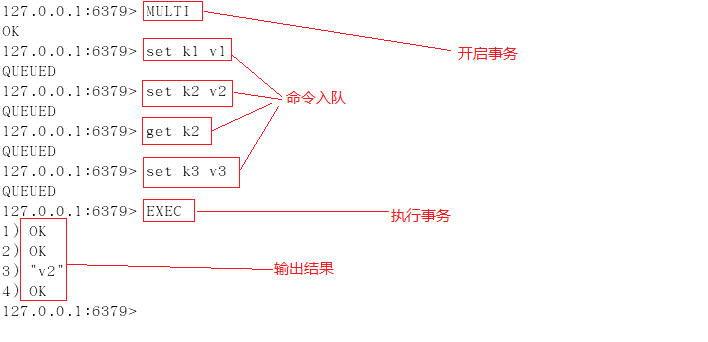 127.0.0.1:6379> MULTI
OK
开启事务
127.0.0.1:6379> set k1 v1
QUEUED
127.0.0.1:6379> set k2 v2
命令入队
QUEUED
127.0.0.1:6379> get k2
QUEUED
127.0.0.1:6379> set k3 v3
QUEUED
127.0.0.1:6379> EXEC
执行事务
1) OK
2) OK
3) "v2"
输出结果
4) OK
127.0.0.1:6379>